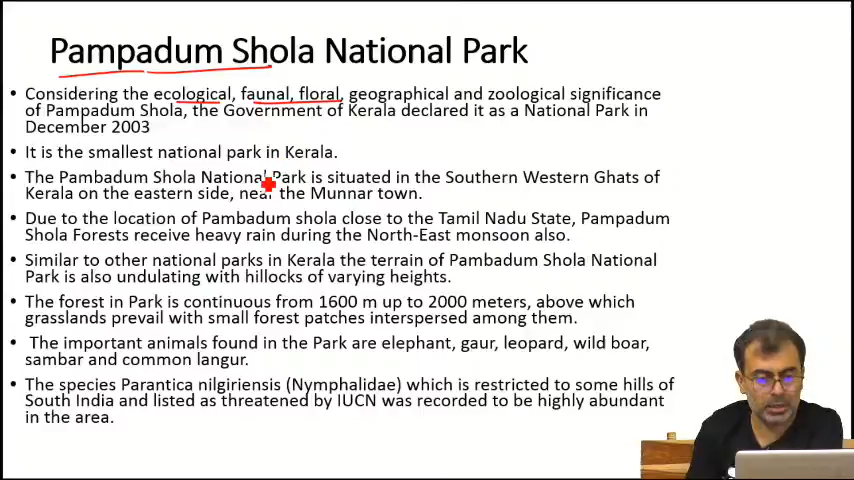 Pampadum Shola National Park
• Considering the ecological, faunal, floral, geographical and zoological significance
of Pampadum Shola, the Government of Kerala declared it as a National Park in
December 2003
• It is the smallest national park in Kerala.
• The Pambadum Shola National Park is situated in the Southern Western Ghats of
Kerala on the eastern side, near the Munnar town.
• Due to the location of Pambadum shola close to the Tamil Nadu State, Pampadum
Shola Forests receive heavy rain during the North-East monsoon also.
• Similar to other national parks in Kerala the terrain of Pambadum Shola National
Park is also undulating with hillocks of varying heights.
• The forest in Park is continuous from 1600 m up to 2000 meters, above which
grasslands prevail with small forest patches interspersed among them.
• The important animals found in the Park are elephant, gaur, leopard, wild boar,
sambar and common langur.
• The species Parantica nilgiriensis (Nymphalidae) which is restricted to some hills of
South India and listed as threatened by IUCN was recorded to be highly abundant
in the area.